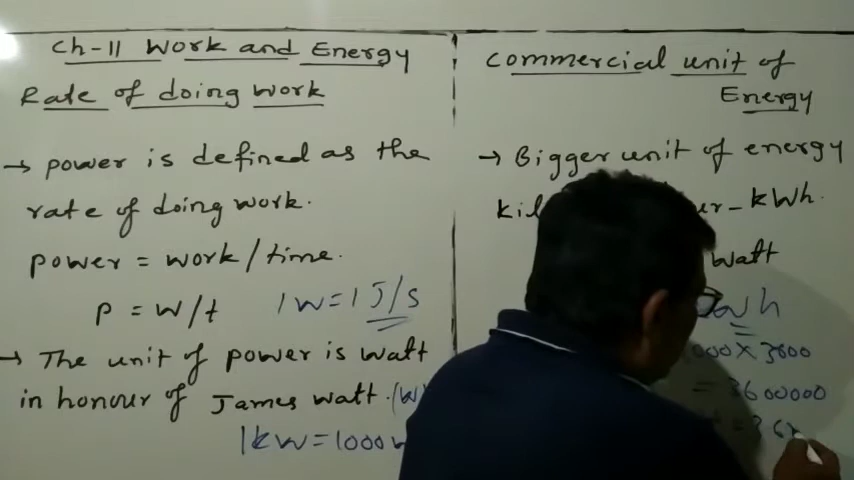 Ch-11 Work and Energy
Rate of doing work
→ power is defined as the
rate of doing work.
power = work/time.
P = W/t 1W=1J/s
→ The unit of power is watt
in honour of James Watt.(W)
1kW=1000
commercial unit of
Energy
→ Bigger unit of energy
kWh.
watt
h
000×3600
= 3600000